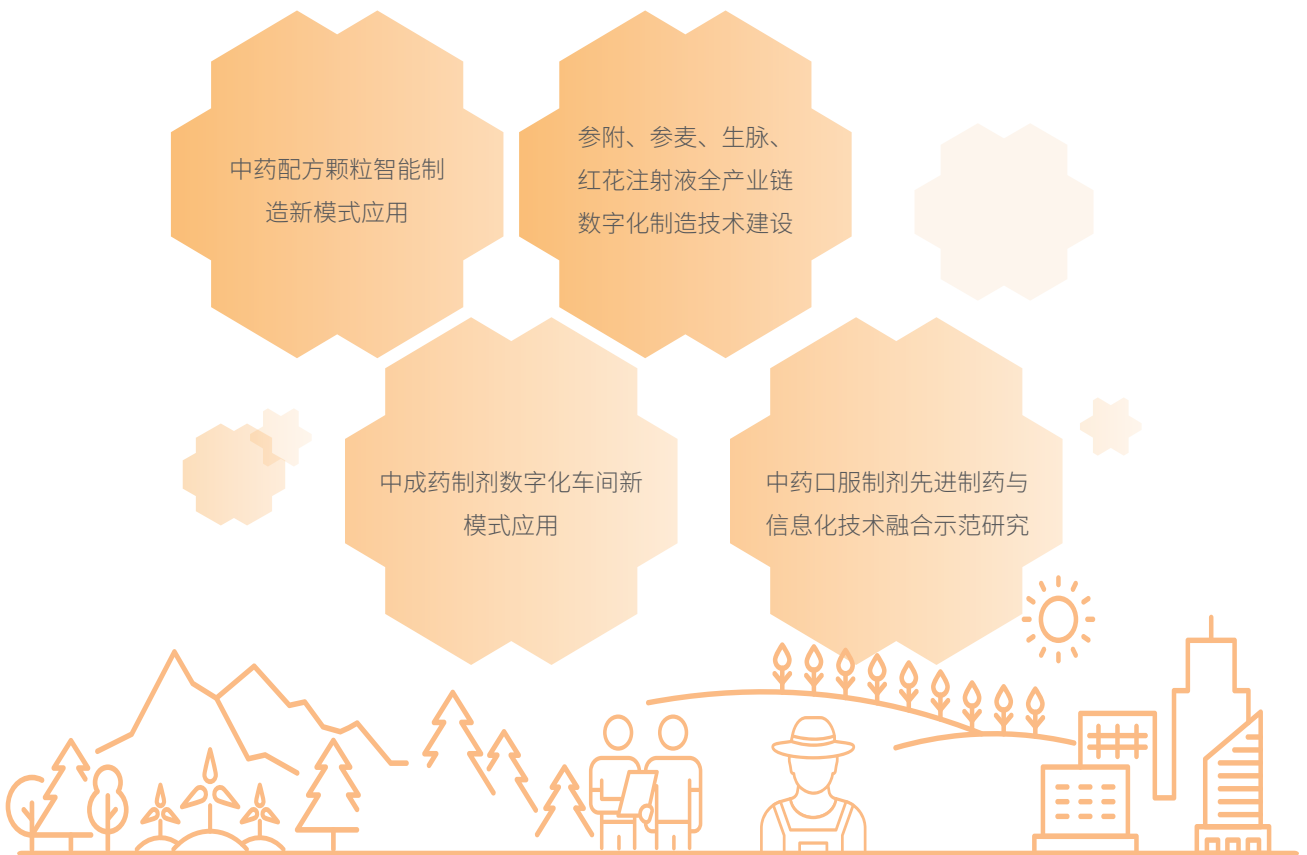 中药配方颗粒智能制
造新模式应用
参附、参麦、生脉、
红花注射液全产业链
数字化制造技术建设
中成药制剂数字化车间新
模式应用
中药口服制剂先进制药与
信息化技术融合示范研究